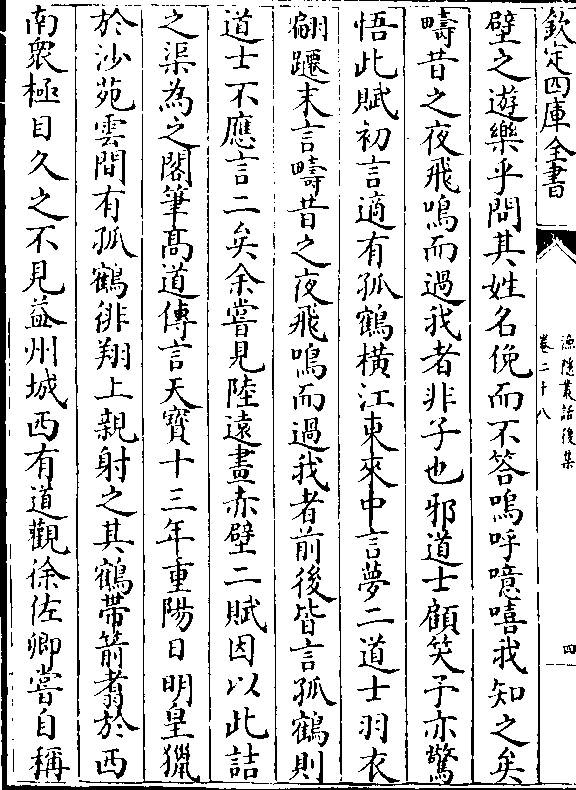 欽定四庫全書
漁隱叢話後集
卷二十八
四
壁之遊樂乎問其姓名俛而不答嗚呼噫嘻我知之矣
疇昔之夜飛鳴而過我者非子也邪道士顧笑予亦驚
悟此賦初言適有孤鶴橫江東來中言夢二道士羽衣
翩躚末言疇昔之夜飛鳴而過我者前後皆言孤鶴則
道士不應言二矣余嘗見陸遠畫赤壁二賦因以此詰
之渠為之閣筆高道傳言天寶十三年重陽日明皇獵
於沙苑雲間有孤鶴徘翔上親射之其鶴帶箭翥於西
南衆極目久之不見益州城西有道觀徐佐卿嘗自稱